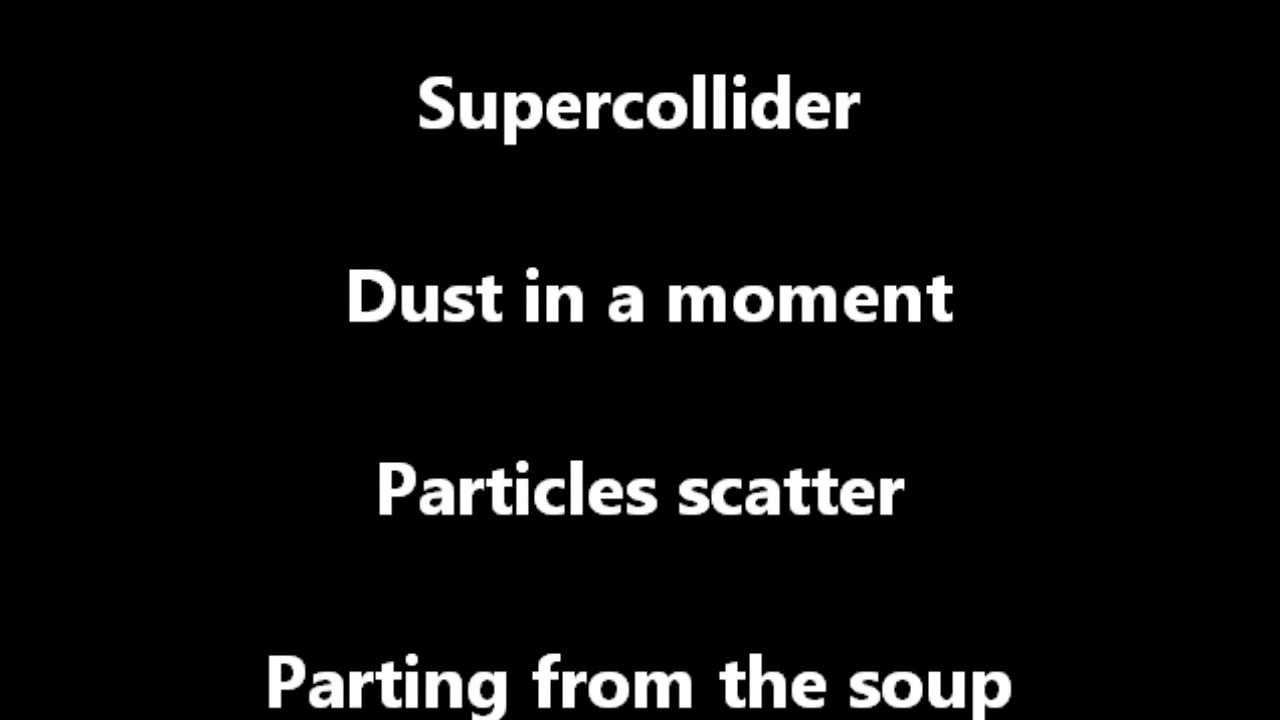 Supercollider
Dust in a moment
Particles scatter
Parting from the soup